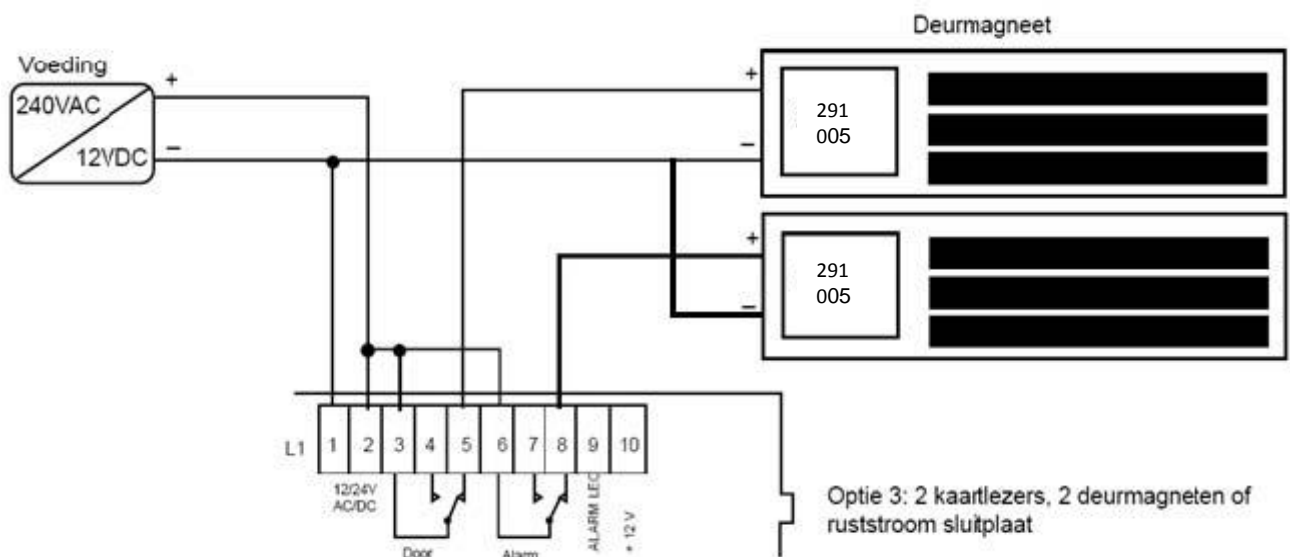 Deurmagneet
Voeding
+
240VAC
12VDC
−
+
291
005
−
+
291
005
−
L1 1 2 3 4 5 6 7 8 9 10
12/24V
AC/DC
Door
Alarm
ALARM LED
+ 12 V
Optie 3: 2 kaartlezers, 2 deurmagneten of
ruststroom sluitplaat